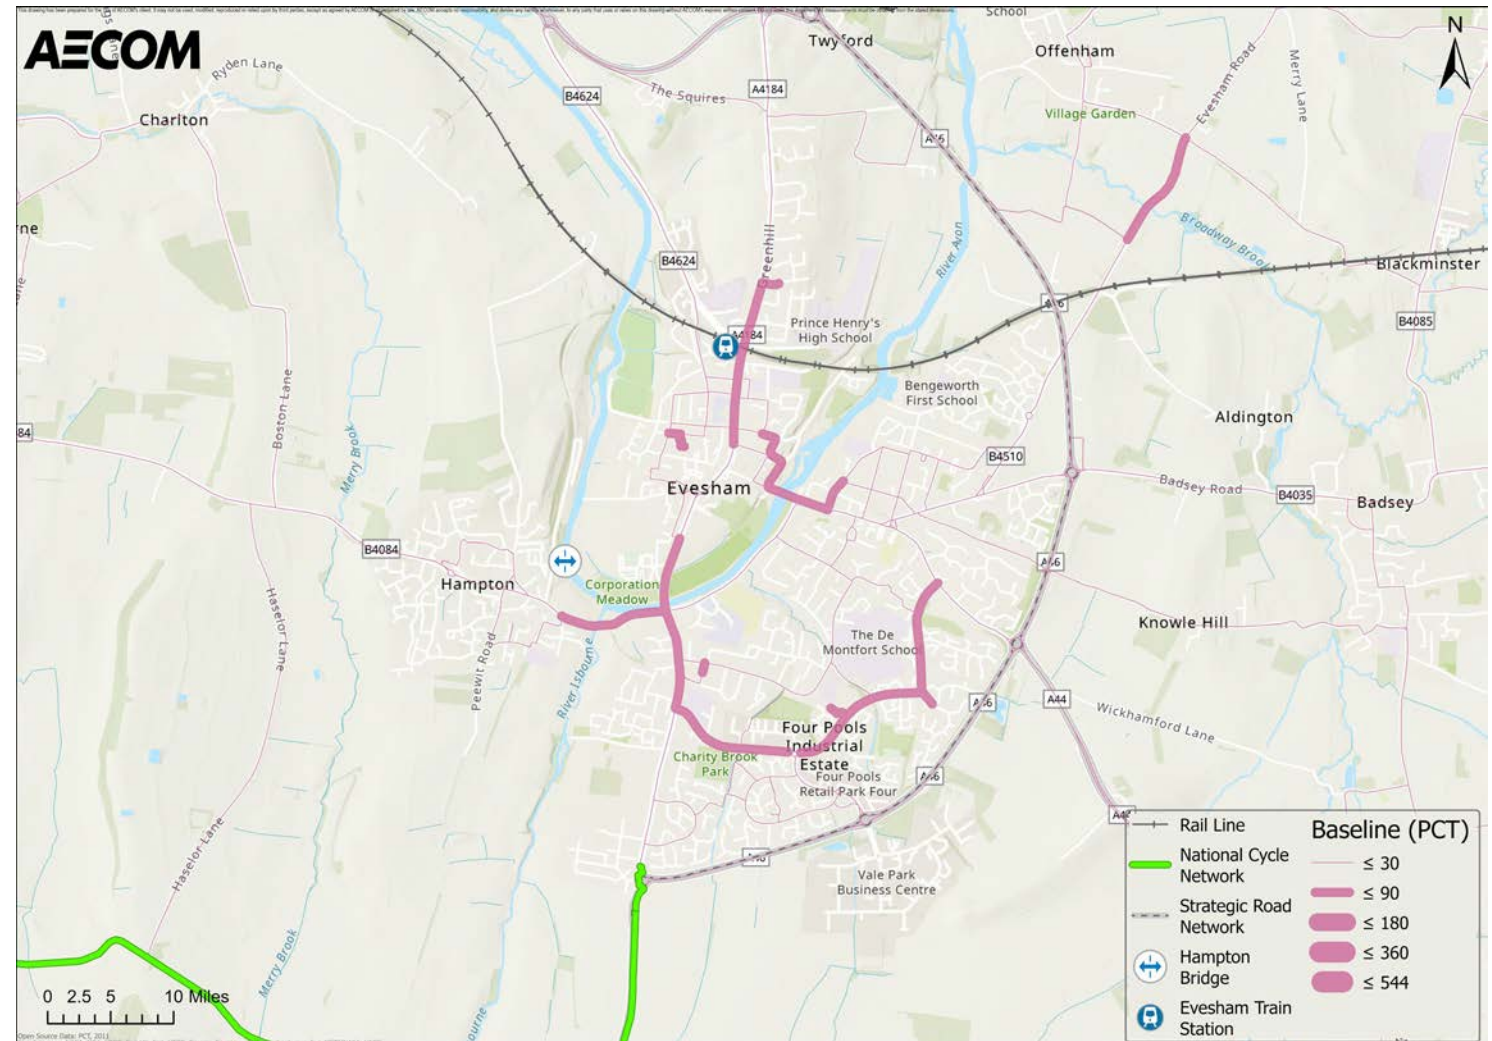 AECOM
School
Twyford
Offenham
N
Ryden Lane
The Squires
B4624
A4184
Evesham Road
Merry Lane
Charlton
Village Garden
Broadway Brook
River Avon
B4624
Greenhill
Blackminster
B4085
Prince Henry's
High School
Bengeworth
First School
Boston Lane
Merry Brook
Aldington
B4510
Evesham
Badsey Road
B4035
Badsey
B4084
Hampton
Corporation
Meadow
Haselor Lane
Peewit Road
River Isbourne
The De
Montfort School
Knowle Hill
A44
Wickhamford Lane
Four Pools
Industrial
Estate
Charity Brook
Park
Four Pools
Retail Park Four
Haselor Lane
Vale Park
Business Centre
Merry Brook
0 2.5 5 10 Miles
Open Source Data: PCT, 2011
Rail Line
National Cycle
Network
Strategic Road
Network
Hampton
Bridge
Evesham Train
Station
Baseline (PCT)
≤ 30
≤ 90
≤ 180
≤ 360
≤ 544